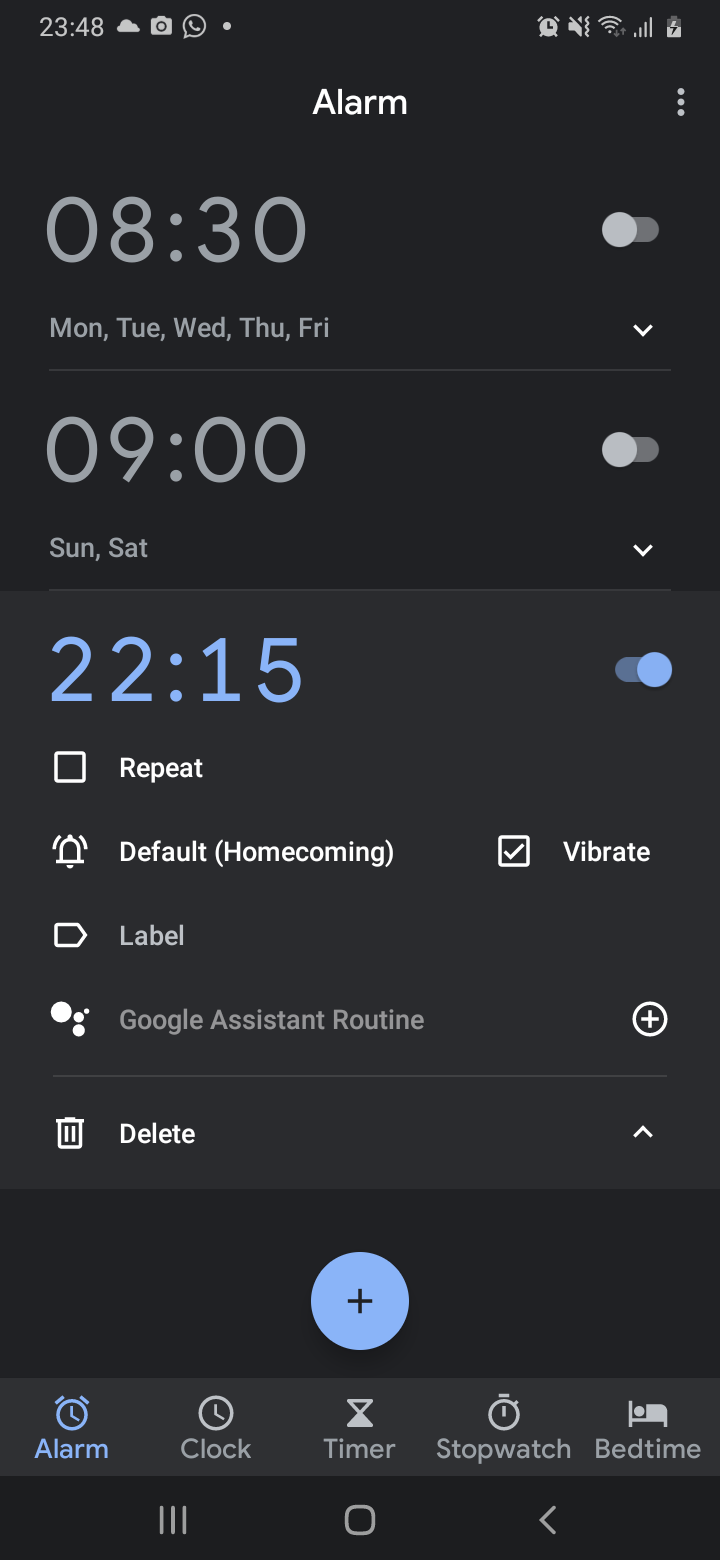 23:48
Alarm
08:30
Mon, Tue, Wed, Thu, Fri
09:00
Sun, Sat
22:15
Repeat
Default (Homecoming) Vibrate
Label
Google Assistant Routine
Delete
Alarm Clock Timer Stopwatch Bedtime